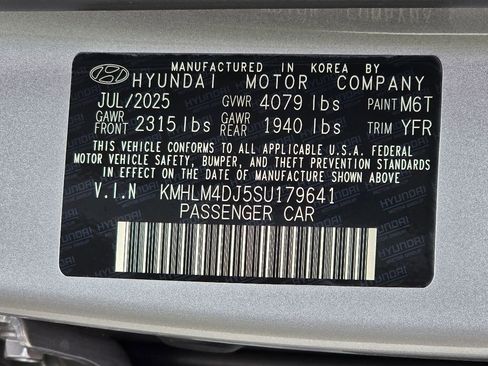 MANUFACTURED IN KOREA BY
HYUNDAI MOTOR COMPANY
JUL/2025 GVWR 4079 lbs PAINT M6T
GAWR FRONT 2315 lbs GAWR REAR 1940 lbs TRIM YFR
THIS VEHICLE CONFORMS TO ALL APPLICABLE U.S.A. FEDERAL
MOTOR VEHICLE SAFETY, BUMPER, AND THEFT PREVENTION STANDARDS
IN EFFECT ON THE DATE OF MANUFACTURE SHOWN ABOVE.
V.I.N KMHLM4DJ5SU179641
PASSENGER CAR